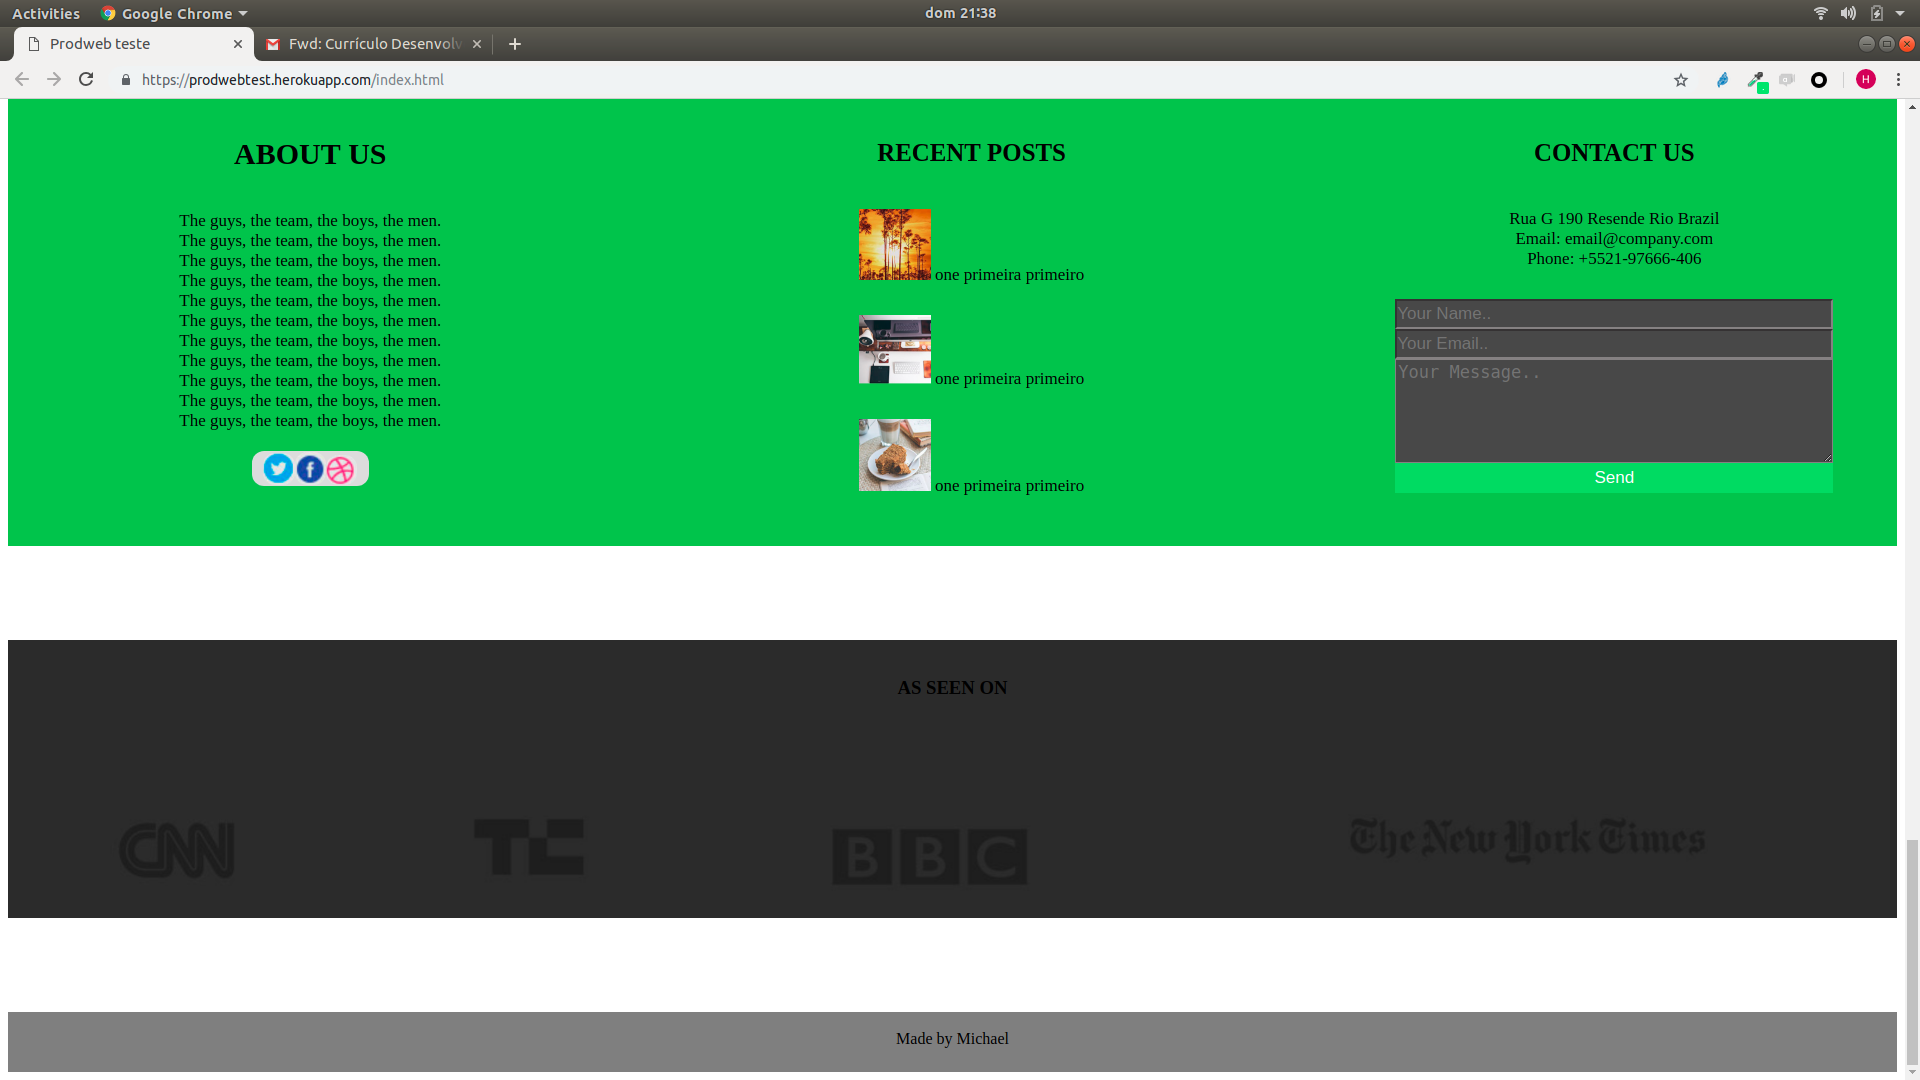 Activities
Google Chrome
dom 21:38
Prodweb teste
Fwd: Currículo Desenvolv
https://prodwebtest.herokuapp.com/index.html
H
ABOUT US
The guys, the team, the boys, the men.
The guys, the team, the boys, the men.
The guys, the team, the boys, the men.
The guys, the team, the boys, the men.
The guys, the team, the boys, the men.
The guys, the team, the boys, the men.
The guys, the team, the boys, the men.
The guys, the team, the boys, the men.
The guys, the team, the boys, the men.
The guys, the team, the boys, the men.
The guys, the team, the boys, the men.
RECENT POSTS
one primeira primeiro
one primeira primeiro
one primeira primeiro
CONTACT US
Rua G 190 Resende Rio Brazil
Email: email@company.com
Phone: +5521-97666-406
Your Name..
Your Email..
Your Message..
Send
AS SEEN ON
CNN
TC
BBC
The New York Times
Made by Michael